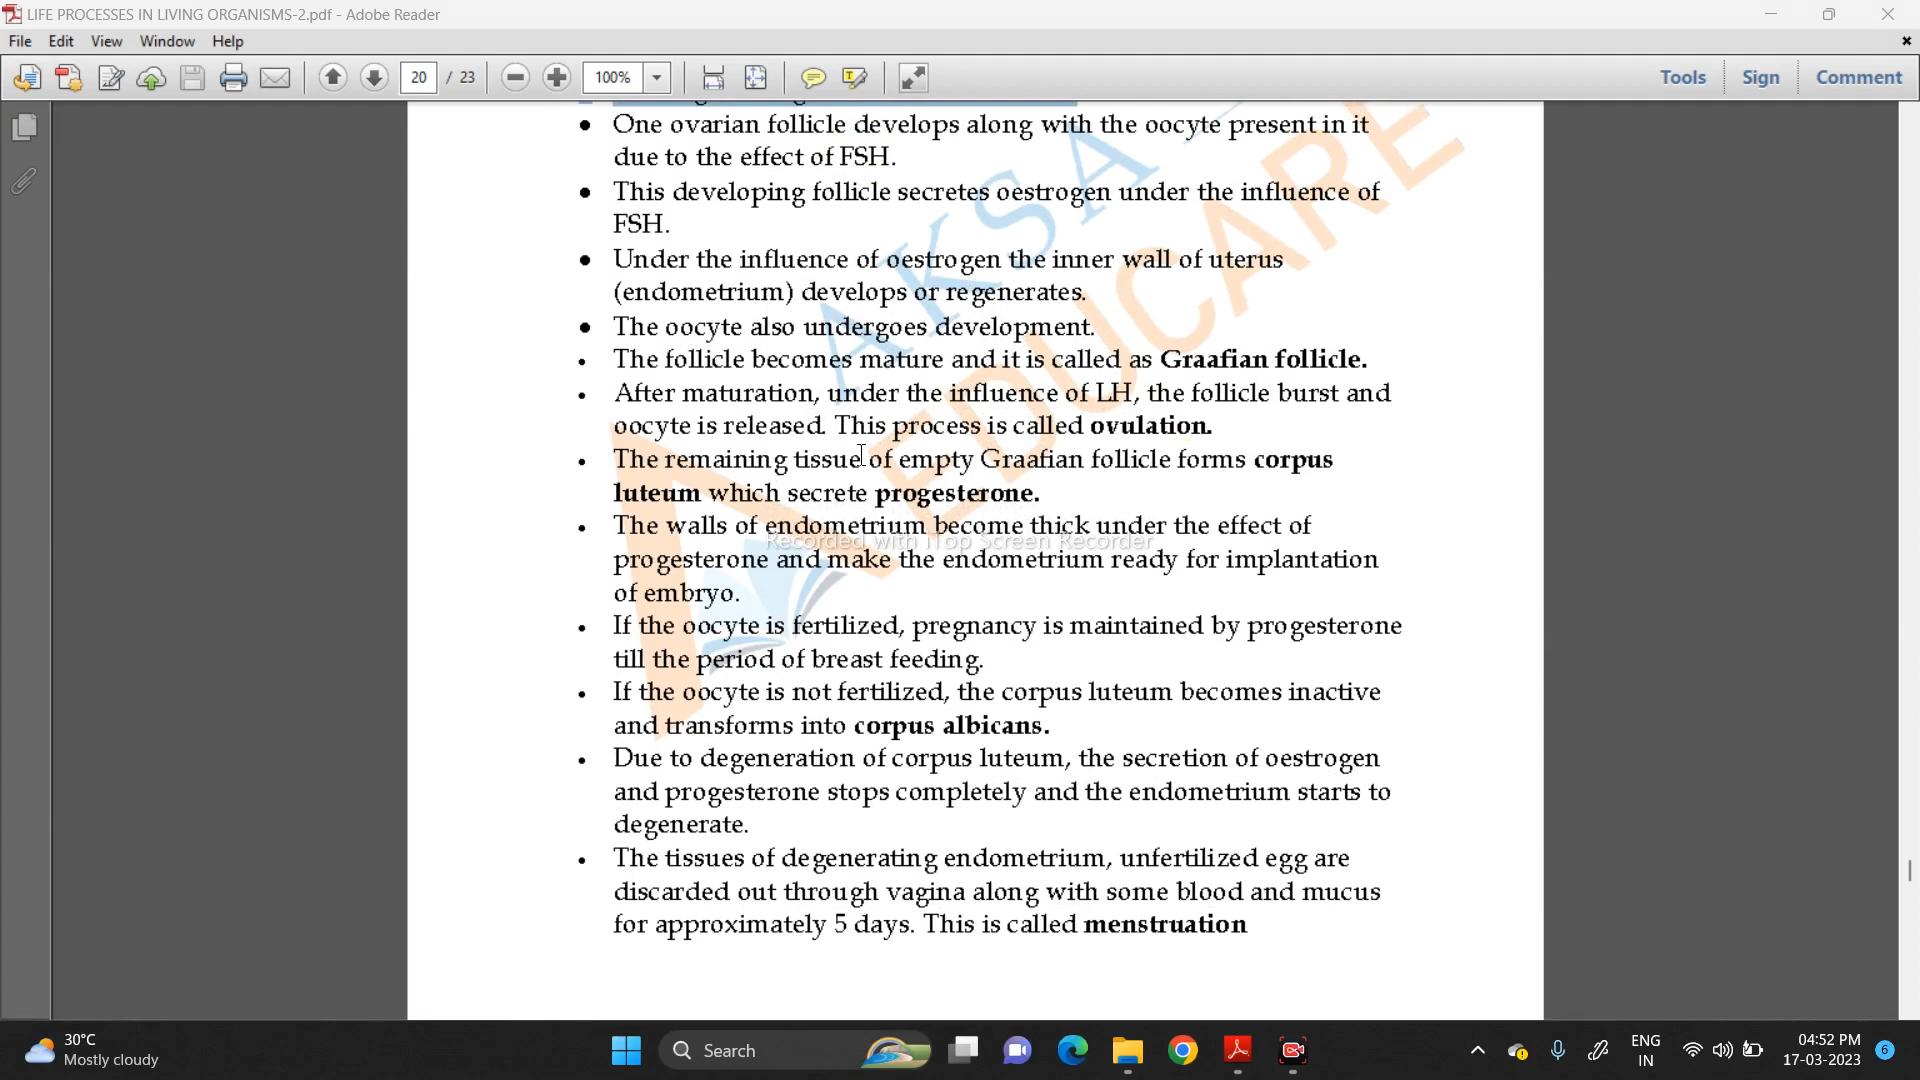 LIFE PROCESSES IN LIVING ORGANISMS-2.pdf - Adobe Reader
File Edit View Window Help
20 / 23 100% Tools Sign Comment
• One ovarian follicle develops along with the oocyte present in it
due to the effect of FSH.
• This developing follicle secretes oestrogen under the influence of
FSH.
• Under the influence of oestrogen the inner wall of uterus
(endometrium) develops or regenerates.
• The oocyte also undergoes development.
• The follicle becomes mature and it is called as Graafian follicle.
• After maturation, under the influence of LH, the follicle burst and
oocyte is released. This process is called ovulation.
• The remaining tissue of empty Graafian follicle forms corpus
luteum which secrete progesterone.
• The walls of endometrium become thick under the effect of
Recorded with iTop Screen Recorder
progesterone and make the endometrium ready for implantation
of embryo.
• If the oocyte is fertilized, pregnancy is maintained by progesterone
till the period of breast feeding.
• If the oocyte is not fertilized, the corpus luteum becomes inactive
and transforms into corpus albicans.
• Due to degeneration of corpus luteum, the secretion of oestrogen
and progesterone stops completely and the endometrium starts to
degenerate.
• The tissues of degenerating endometrium, unfertilized egg are
discarded out through vagina along with some blood and mucus
for approximately 5 days. This is called menstruation
AKSA
EDUCARE
30°C
Mostly cloudy
Search
ENG
IN
04:52 PM
17-03-2023
6